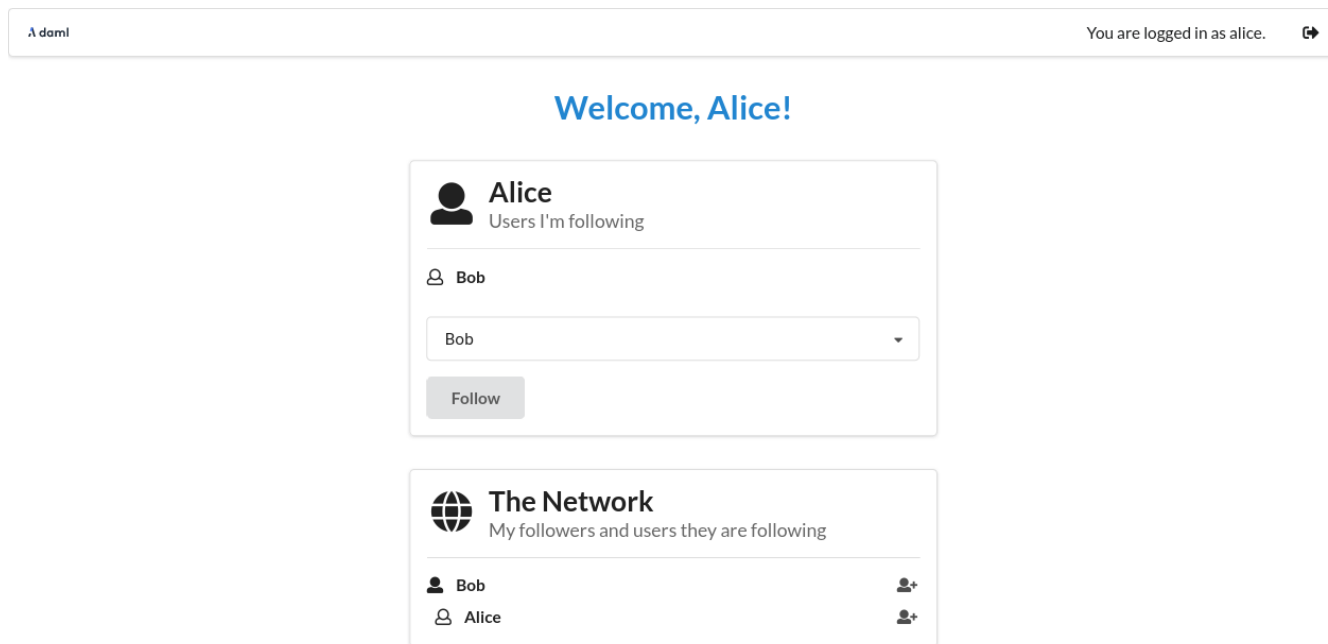 daml
You are logged in as alice.
Welcome, Alice!
Alice
Users I'm following
Bob
Bob
Follow
The Network
My followers and users they are following
Bob
Alice